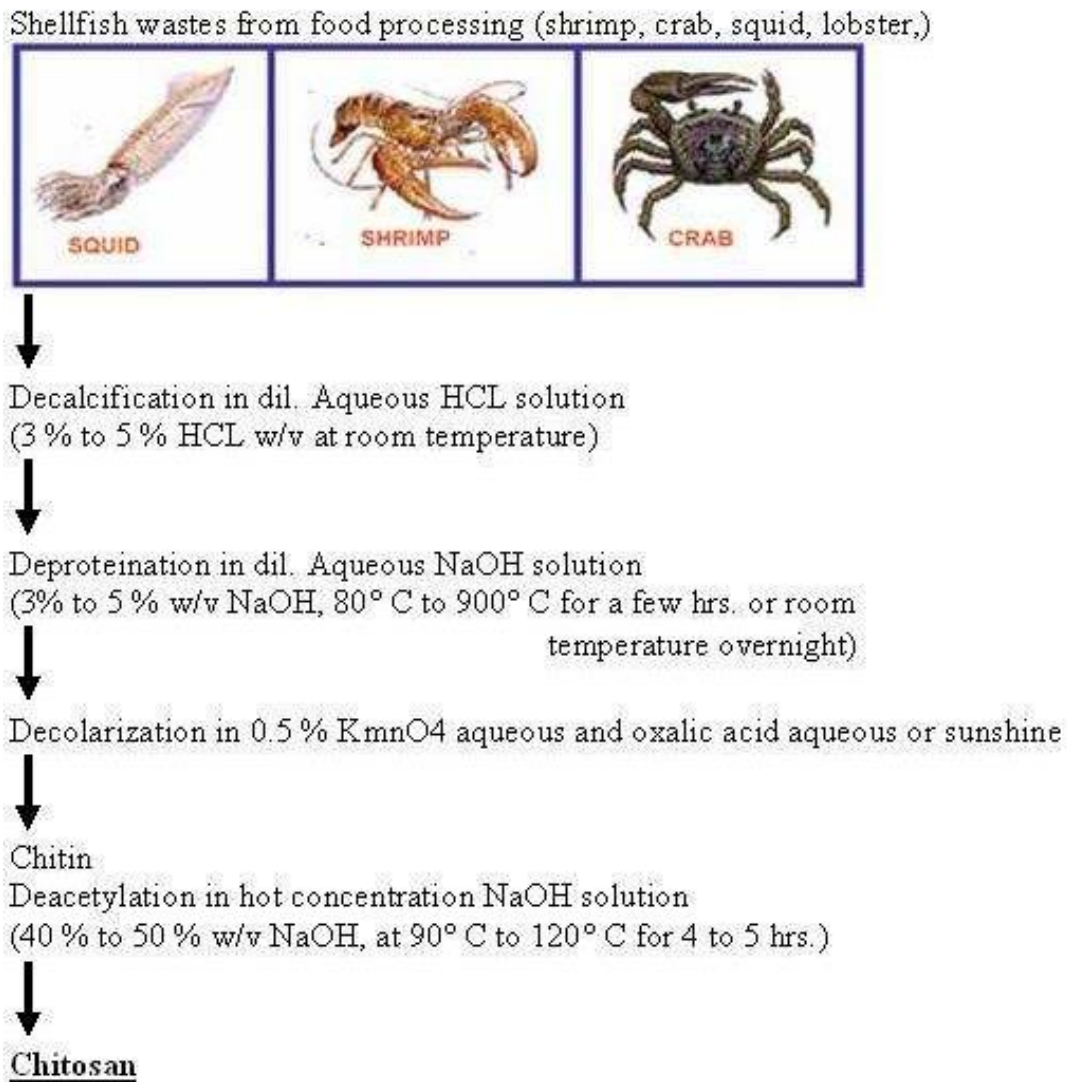 Shellfish wastes from food processing (shrimp, crab, squid, lobster,)
SQUID
SHRIMP
CRAB
Decalcification in dil. Aqueous HCL solution
(3 % to 5 % HCL w/v at room temperature)
Deproteination in dil. Aqueous NaOH solution
(3% to 5 % w/v NaOH, 80° C to 900° C for a few hrs. or room
temperature overnight)
Decolarization in 0.5 % KmnO4 aqueous and oxalic acid aqueous or sunshine
Chitin
Deacetylation in hot concentration NaOH solution
(40 % to 50 % w/v NaOH, at 90° C to 120° C for 4 to 5 hrs.)
Chitosan